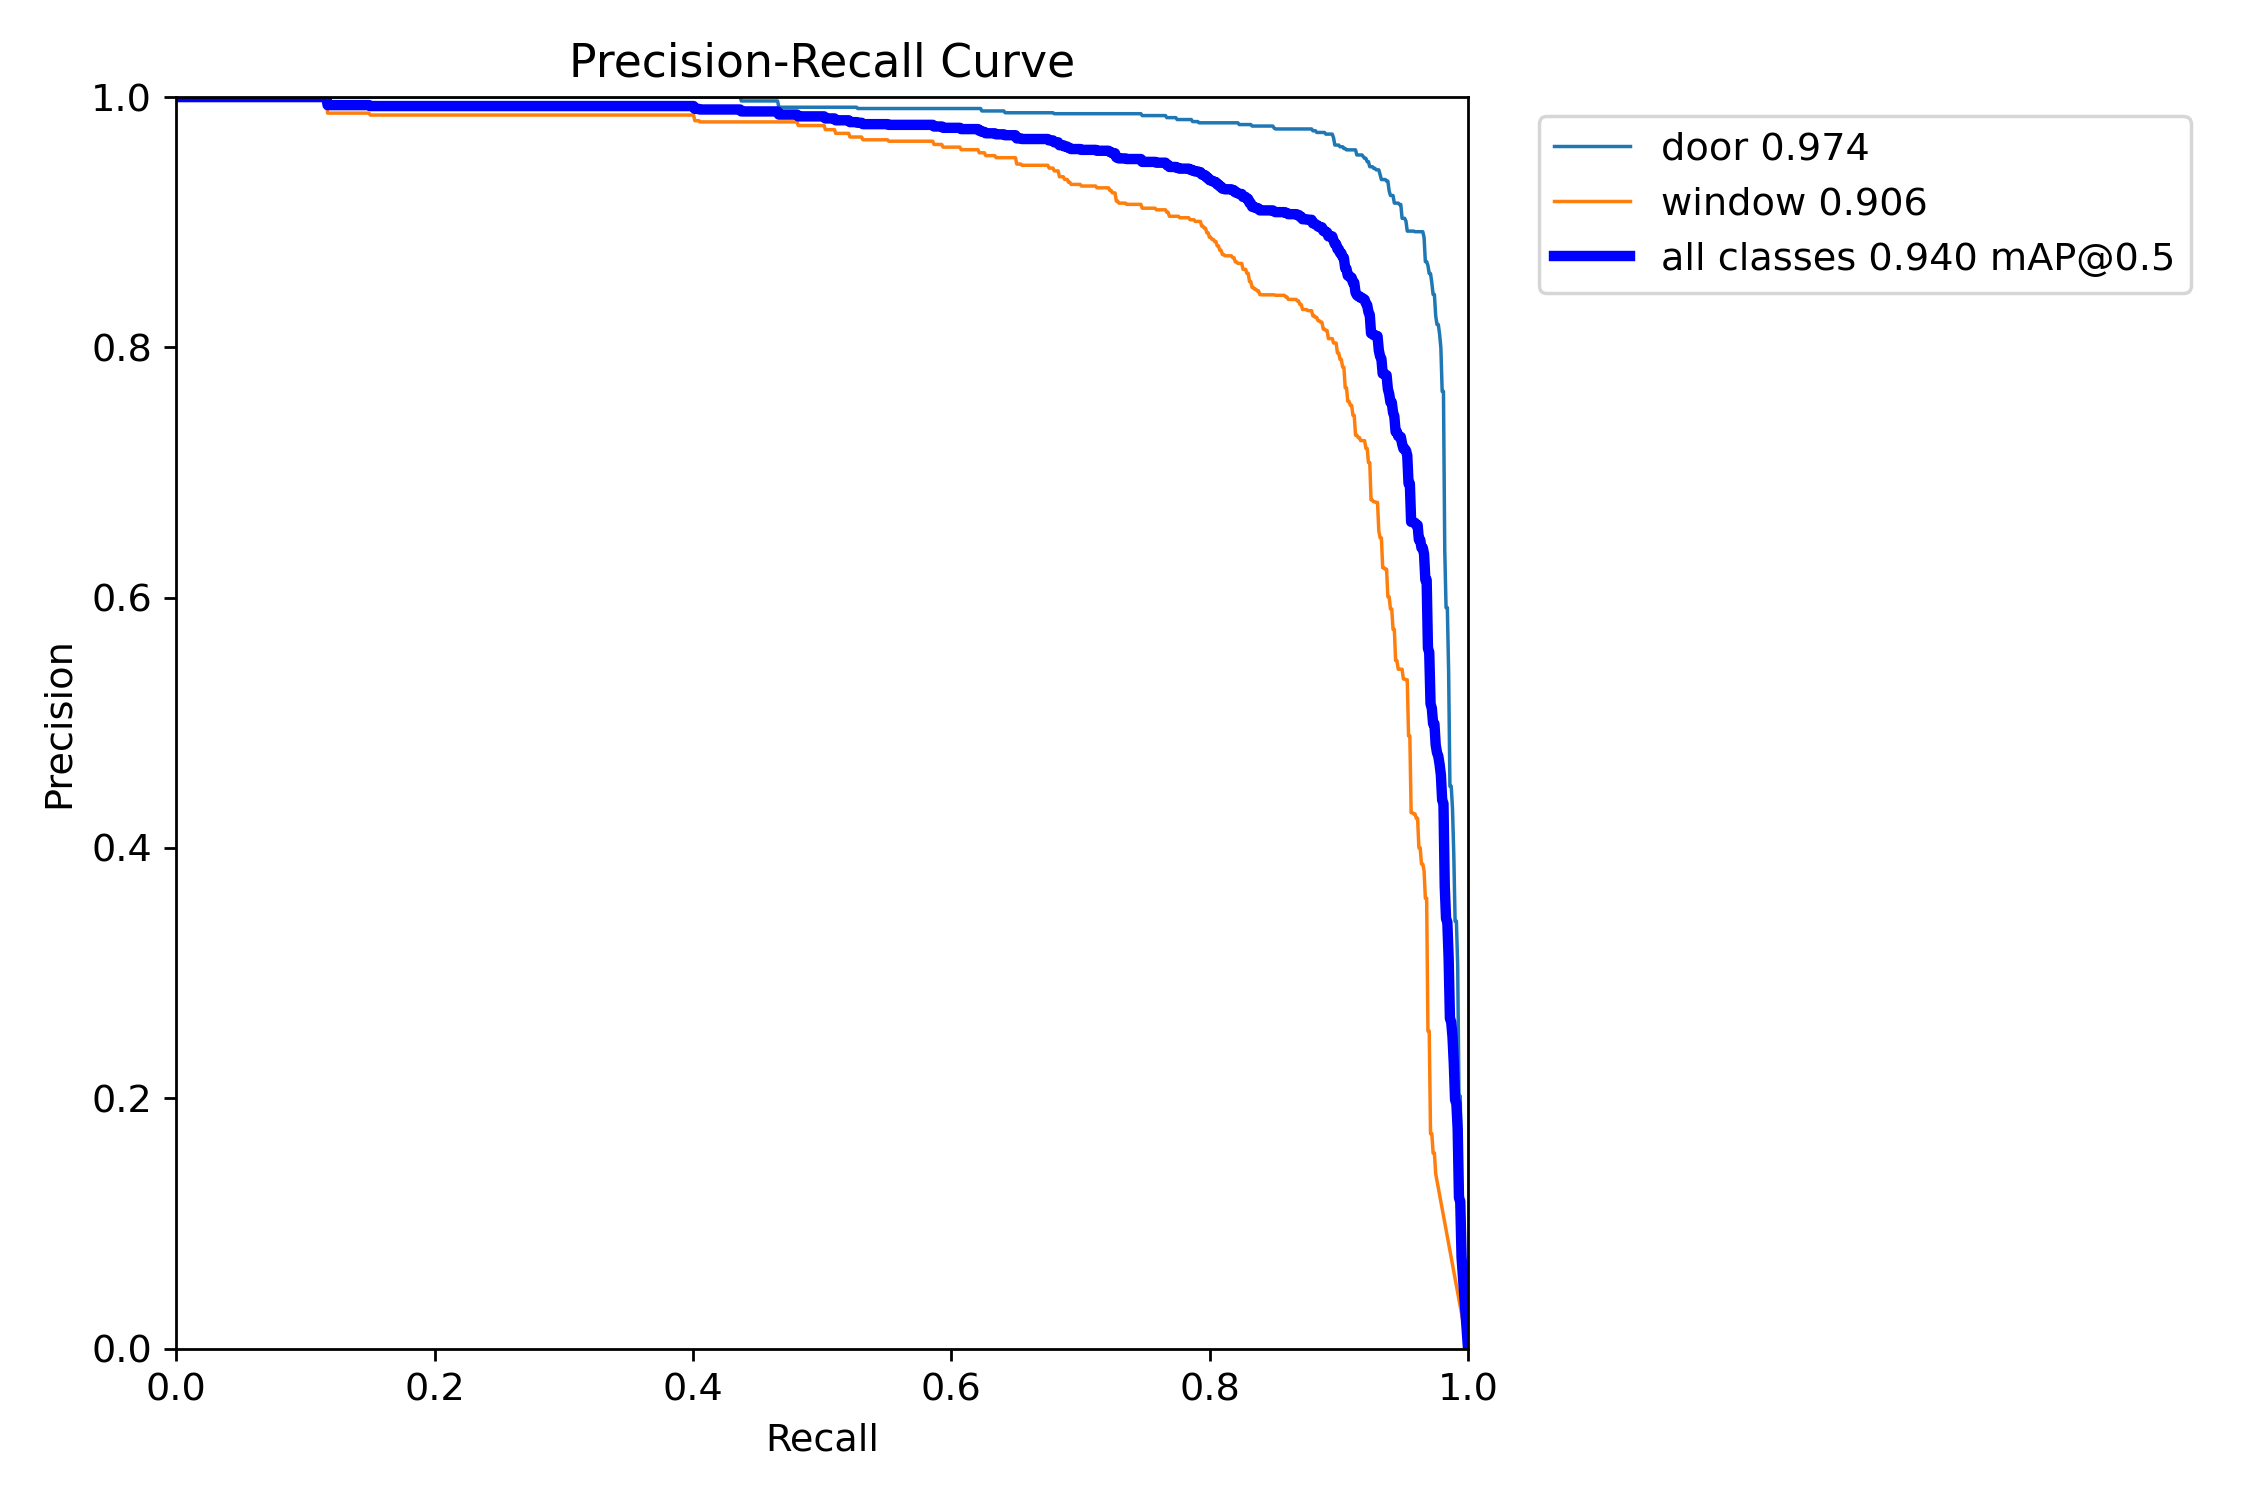 Precision-Recall Curve
door 0.974
window 0.906
all classes 0.940 mAP@0.5
Precision
1.0
0.8
0.6
0.4
0.2
0.0
0.0 0.2 0.4 0.6 0.8 1.0
Recall